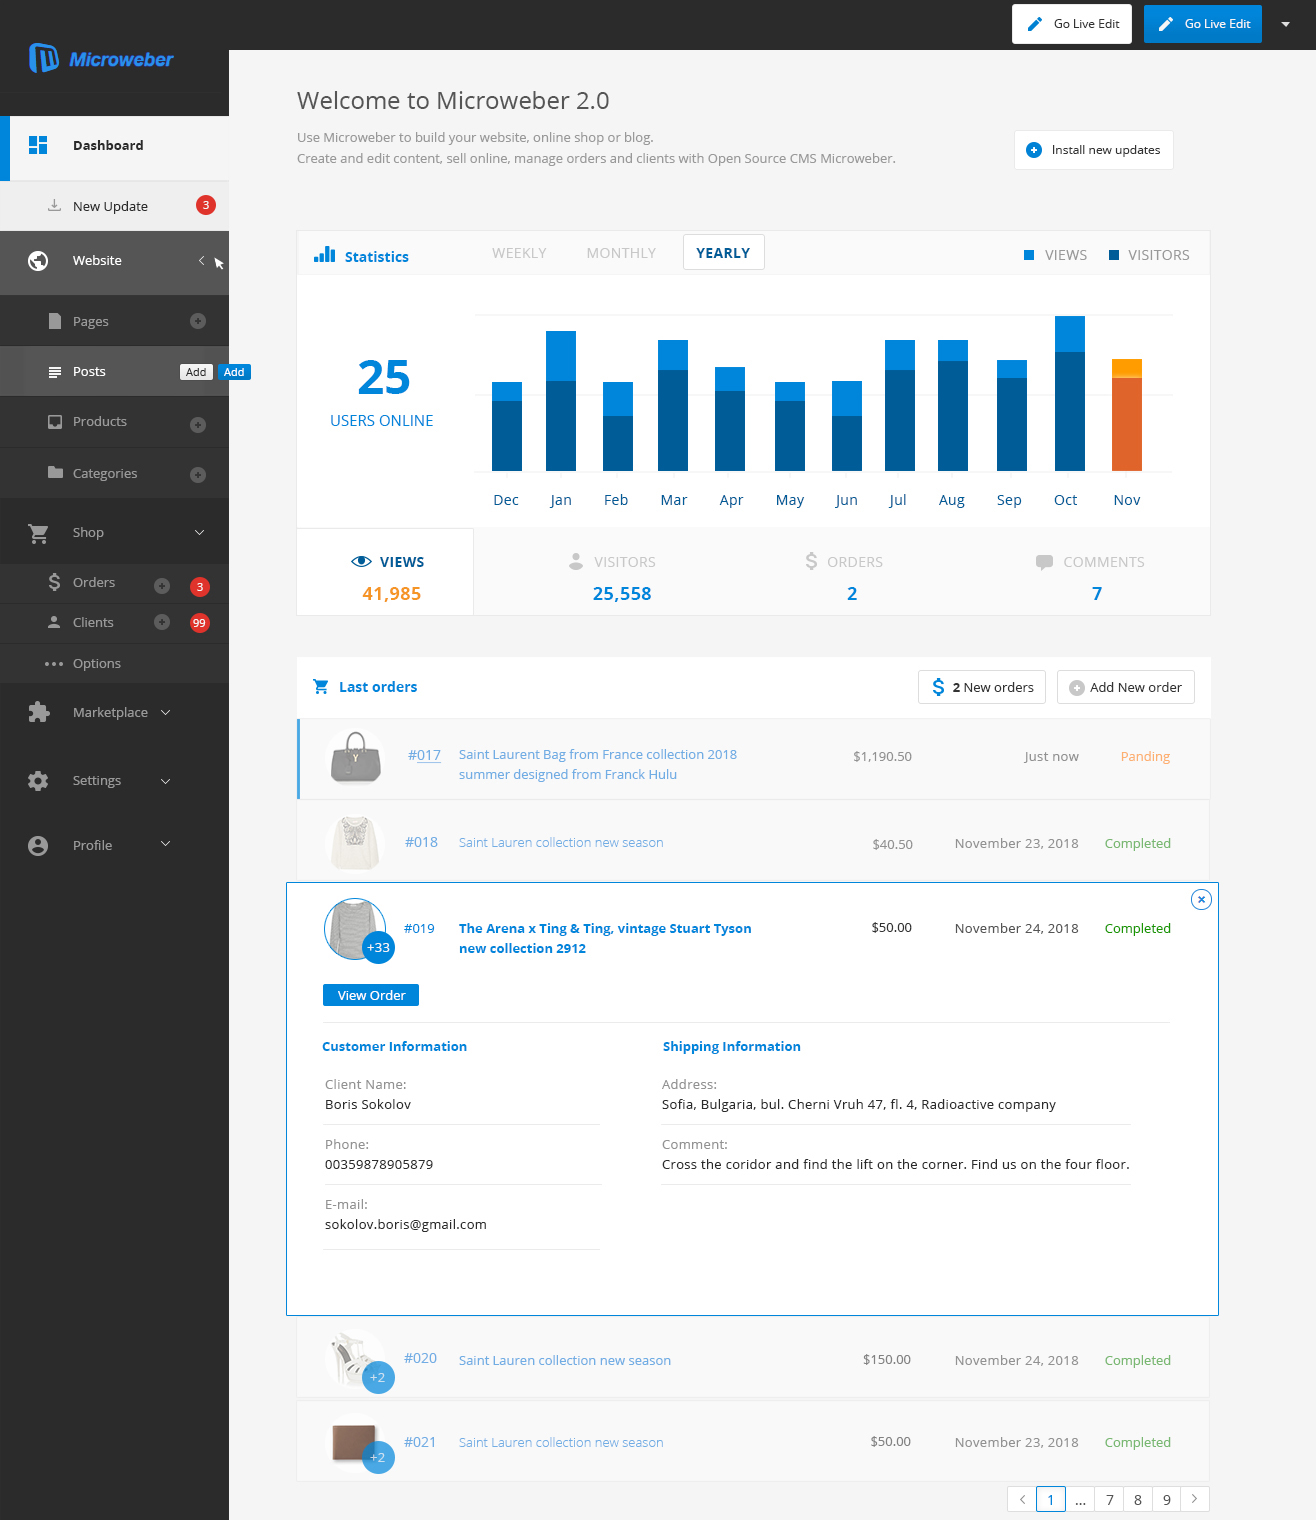 Go Live Edit
Go Live Edit
Microweber
Dashboard
New Update
3
Website
Pages
Posts
Add
Add
Products
Categories
Shop
Orders
3
Clients
99
Options
Marketplace
Settings
Profile
Welcome to Microweber 2.0
Use Microweber to build your website, online shop or blog.
Create and edit content, sell online, manage orders and clients with Open Source CMS Microweber.
Install new updates
Statistics
WEEKLY
MONTHLY
YEARLY
VIEWS
VISITORS
25
USERS ONLINE
Dec
Jan
Feb
Mar
Apr
May
Jun
Jul
Aug
Sep
Oct
Nov
VIEWS
41,985
VISITORS
25,558
ORDERS
2
COMMENTS
7
Last orders
2 New orders
Add New order
#017
Saint Laurent Bag from France collection 2018
summer designed from Franck Hulu
$1,190.50
Just now
Panding
#018
Saint Lauren collection new season
$40.50
November 23, 2018
Completed
+33
#019
The Arena x Ting & Ting, vintage Stuart Tyson
new collection 2912
$50.00
November 24, 2018
Completed
View Order
Customer Information
Client Name:
Boris Sokolov
Phone:
00359878905879
E-mail:
sokolov.boris@gmail.com
Shipping Information
Address:
Sofia, Bulgaria, bul. Cherni Vruh 47, fl. 4, Radioactive company
Comment:
Cross the coridor and find the lift on the corner. Find us on the four floor.
+2
#020
Saint Lauren collection new season
$150.00
November 24, 2018
Completed
+2
#021
Saint Lauren collection new season
$50.00
November 23, 2018
Completed
1 ... 7 8 9